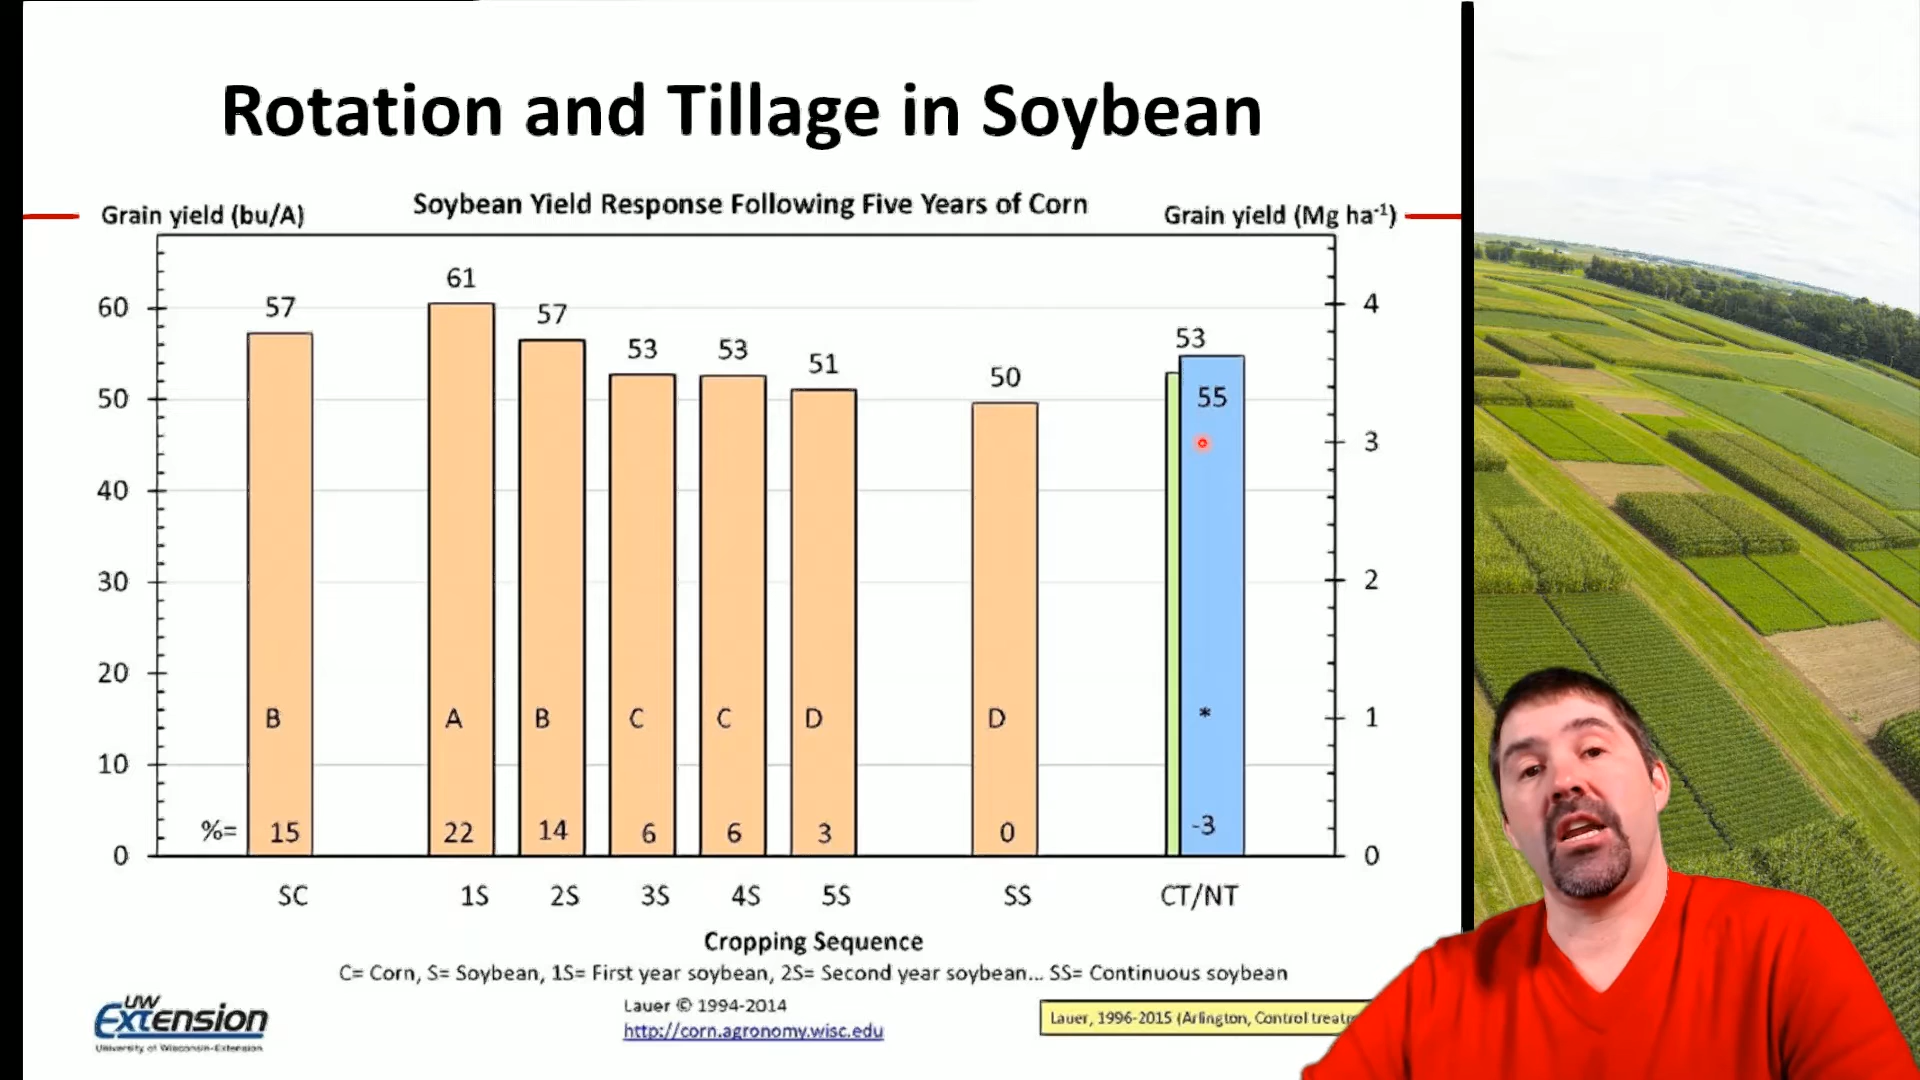 Rotation and Tillage in Soybean
Grain yield (bu/A)
Soybean Yield Response Following Five Years of Corn
Grain yield (Mg ha-1)
60
50
40
30
20
10
0
4
3
2
1
0
57
61
57
53
53
51
50
53
55
B
A
B
C
C
D
D
*
%=
15
22
14
6
6
3
0
-3
SC
1S
2S
3S
4S
5S
SS
CT/NT
Cropping Sequence
C= Corn, S= Soybean, 1S= First year soybean, 2S= Second year soybean... SS= Continuous soybean
Lauer © 1994-2014
http://corn.agronomy.wisc.edu
UW
Extension
University of Wisconsin-Extension
Lauer, 1996-2015 (Arlington, Control